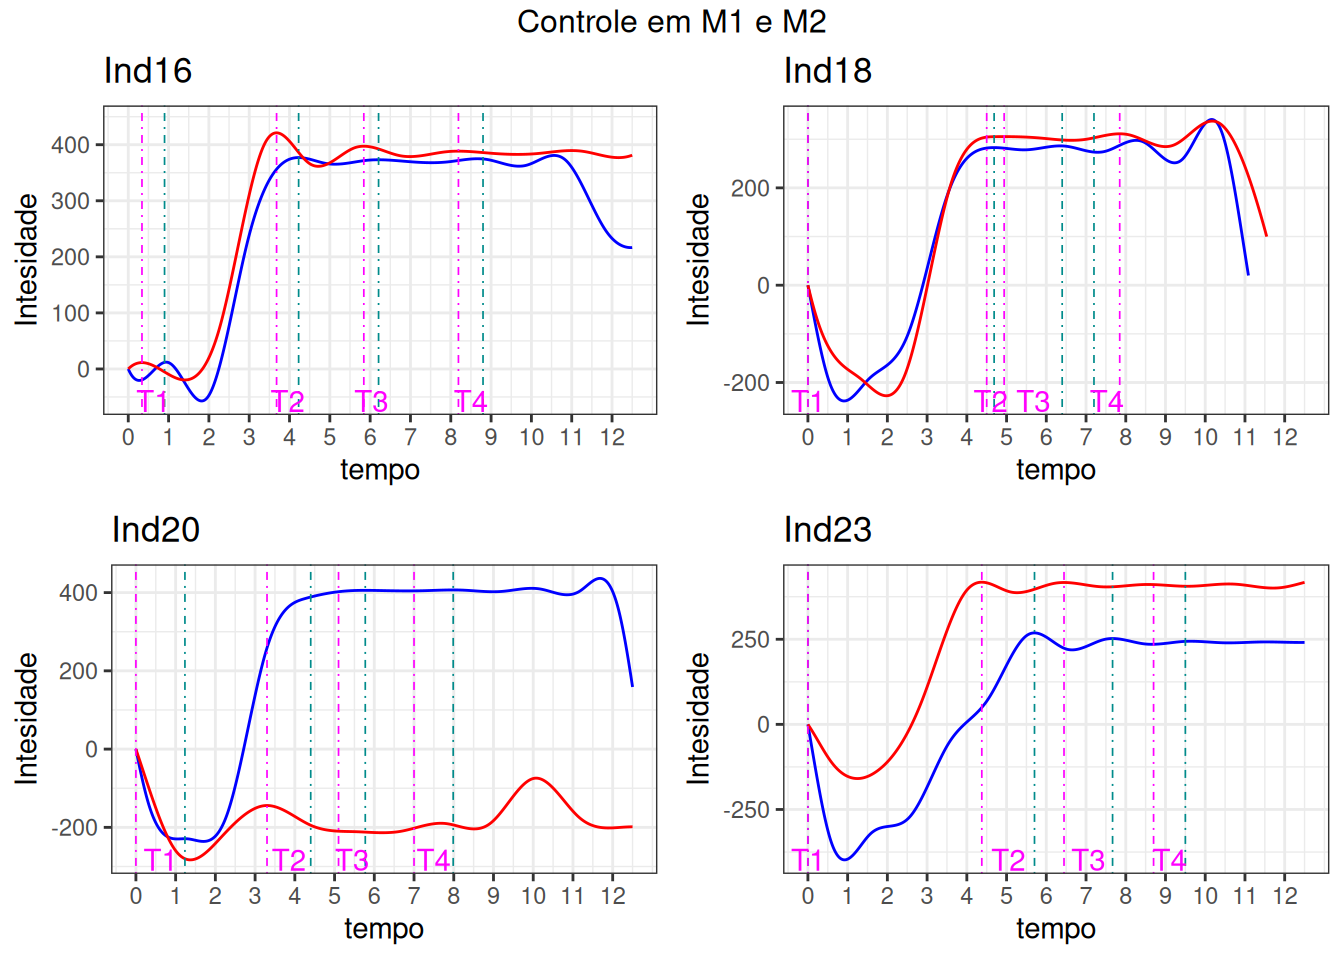 Controle em M1 e M2
Ind16
Intesidade
400
300
200
100
0
T1 T2 T3 T4
0 1 2 3 4 5 6 7 8 9 10 11 12
tempo
Ind18
Intesidade
200
0
-200
T1 T2 T3 T4
0 1 2 3 4 5 6 7 8 9 10 11 12
tempo
Ind20
Intesidade
400
200
0
-200
T1 T2 T3 T4
0 1 2 3 4 5 6 7 8 9 10 11 12
tempo
Ind23
Intesidade
250
0
-250
T1 T2 T3 T4
0 1 2 3 4 5 6 7 8 9 10 11 12
tempo